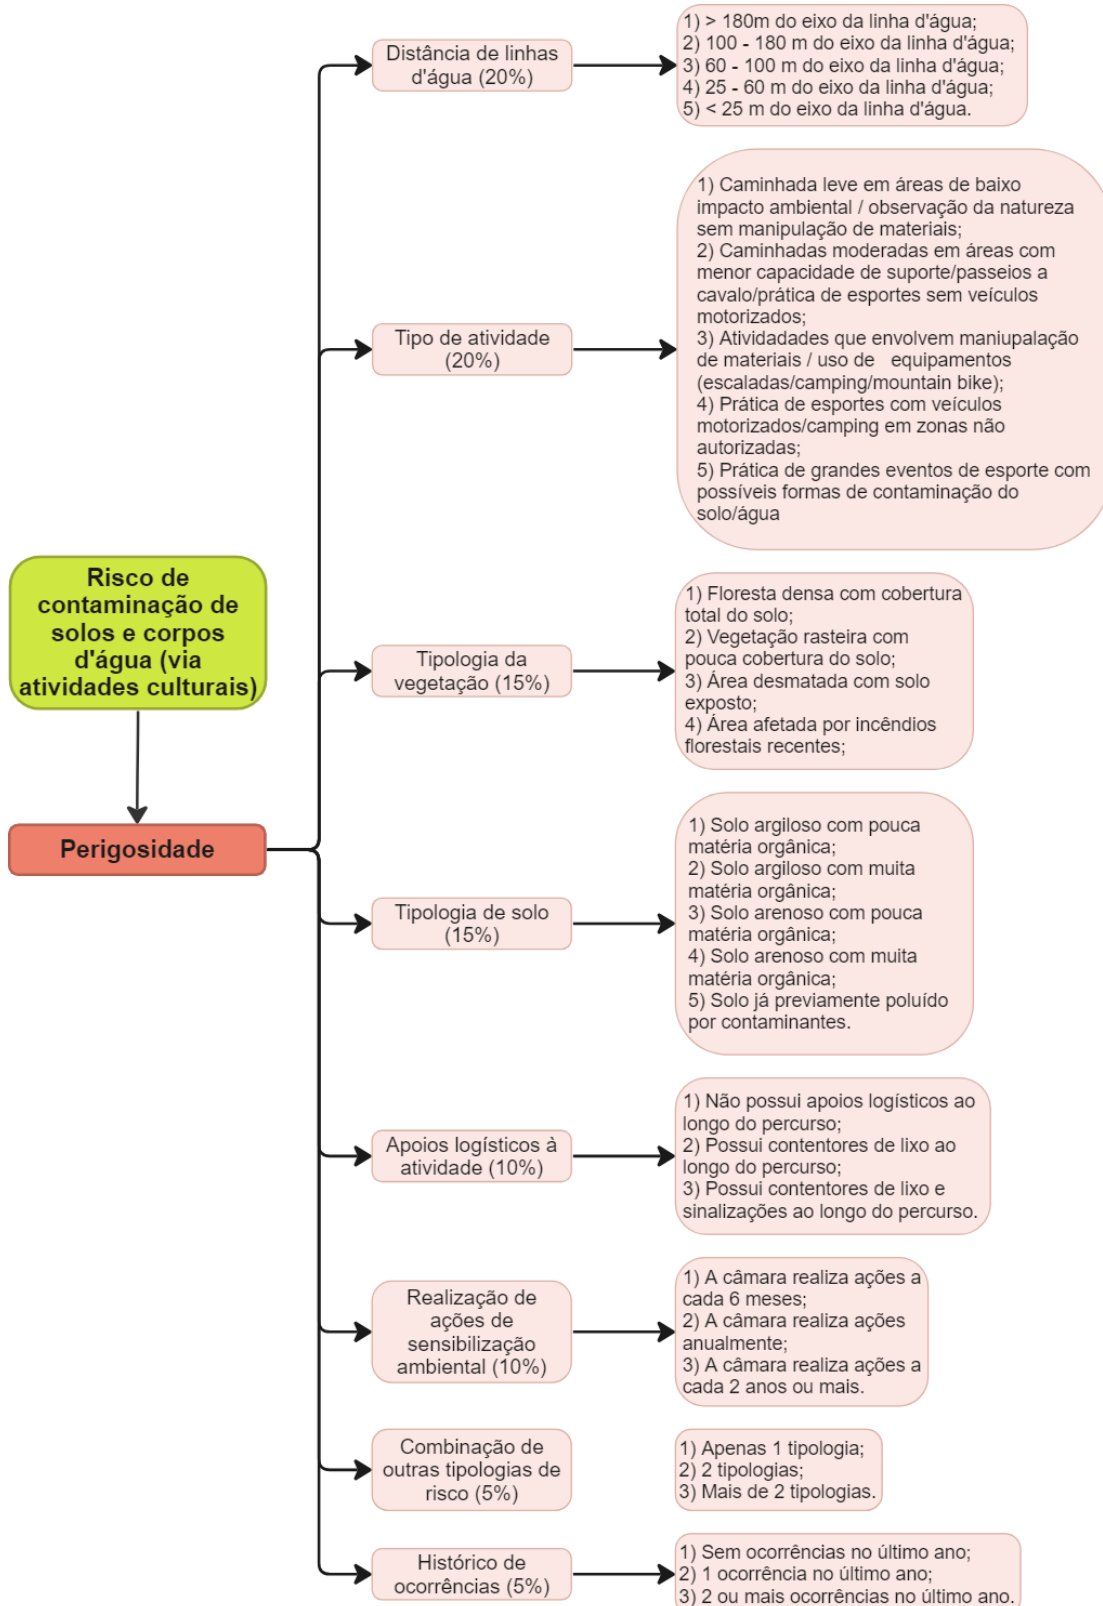 Risco de
contaminação de
solos e corpos
d'água (via
atividades culturais)
Perigosidade
Distância de linhas
d'água (20%)
1) > 180m do eixo da linha d'água;
2) 100 - 180 m do eixo da linha d'água;
3) 60 - 100 m do eixo da linha d'água;
4) 25 - 60 m do eixo da linha d'água;
5) < 25 m do eixo da linha d'água.
Tipo de atividade
(20%)
1) Caminhada leve em áreas de baixo
impacto ambiental / observação da natureza
sem manipulação de materiais;
2) Caminhadas moderadas em áreas com
menor capacidade de suporte/passeios a
cavalo/prática de esportes sem veículos
motorizados;
3) Atividadades que envolvem maniupalação
de materiais / uso de equipamentos
(escaladas/camping/mountain bike);
4) Prática de esportes com veículos
motorizados/camping em zonas não
autorizadas;
5) Prática de grandes eventos de esporte com
possíveis formas de contaminação do
solo/água
Tipologia da
vegetação (15%)
1) Floresta densa com cobertura
total do solo;
2) Vegetação rasteira com
pouca cobertura do solo;
3) Área desmatada com solo
exposto;
4) Área afetada por incêndios
florestais recentes;
Tipologia de solo
(15%)
1) Solo argiloso com pouca
matéria orgânica;
2) Solo argiloso com muita
matéria orgânica;
3) Solo arenoso com pouca
matéria orgânica;
4) Solo arenoso com muita
matéria orgânica;
5) Solo já previamente poluído
por contaminantes.
Apoios logísticos à
atividade (10%)
1) Não possui apoios logísticos ao
longo do percurso;
2) Possui contentores de lixo ao
longo do percurso;
3) Possui contentores de lixo e
sinalizações ao longo do percurso.
Realização de
ações de
sensibilização
ambiental (10%)
1) A câmara realiza ações a
cada 6 meses;
2) A câmara realiza ações
anualmente;
3) A câmara realiza ações a
cada 2 anos ou mais.
Combinação de
outras tipologias de
risco (5%)
1) Apenas 1 tipologia;
2) 2 tipologias;
3) Mais de 2 tipologias.
Histórico de
ocorrências (5%)
1) Sem ocorrências no último ano;
2) 1 ocorrência no último ano;
3) 2 ou mais ocorrências no último ano.